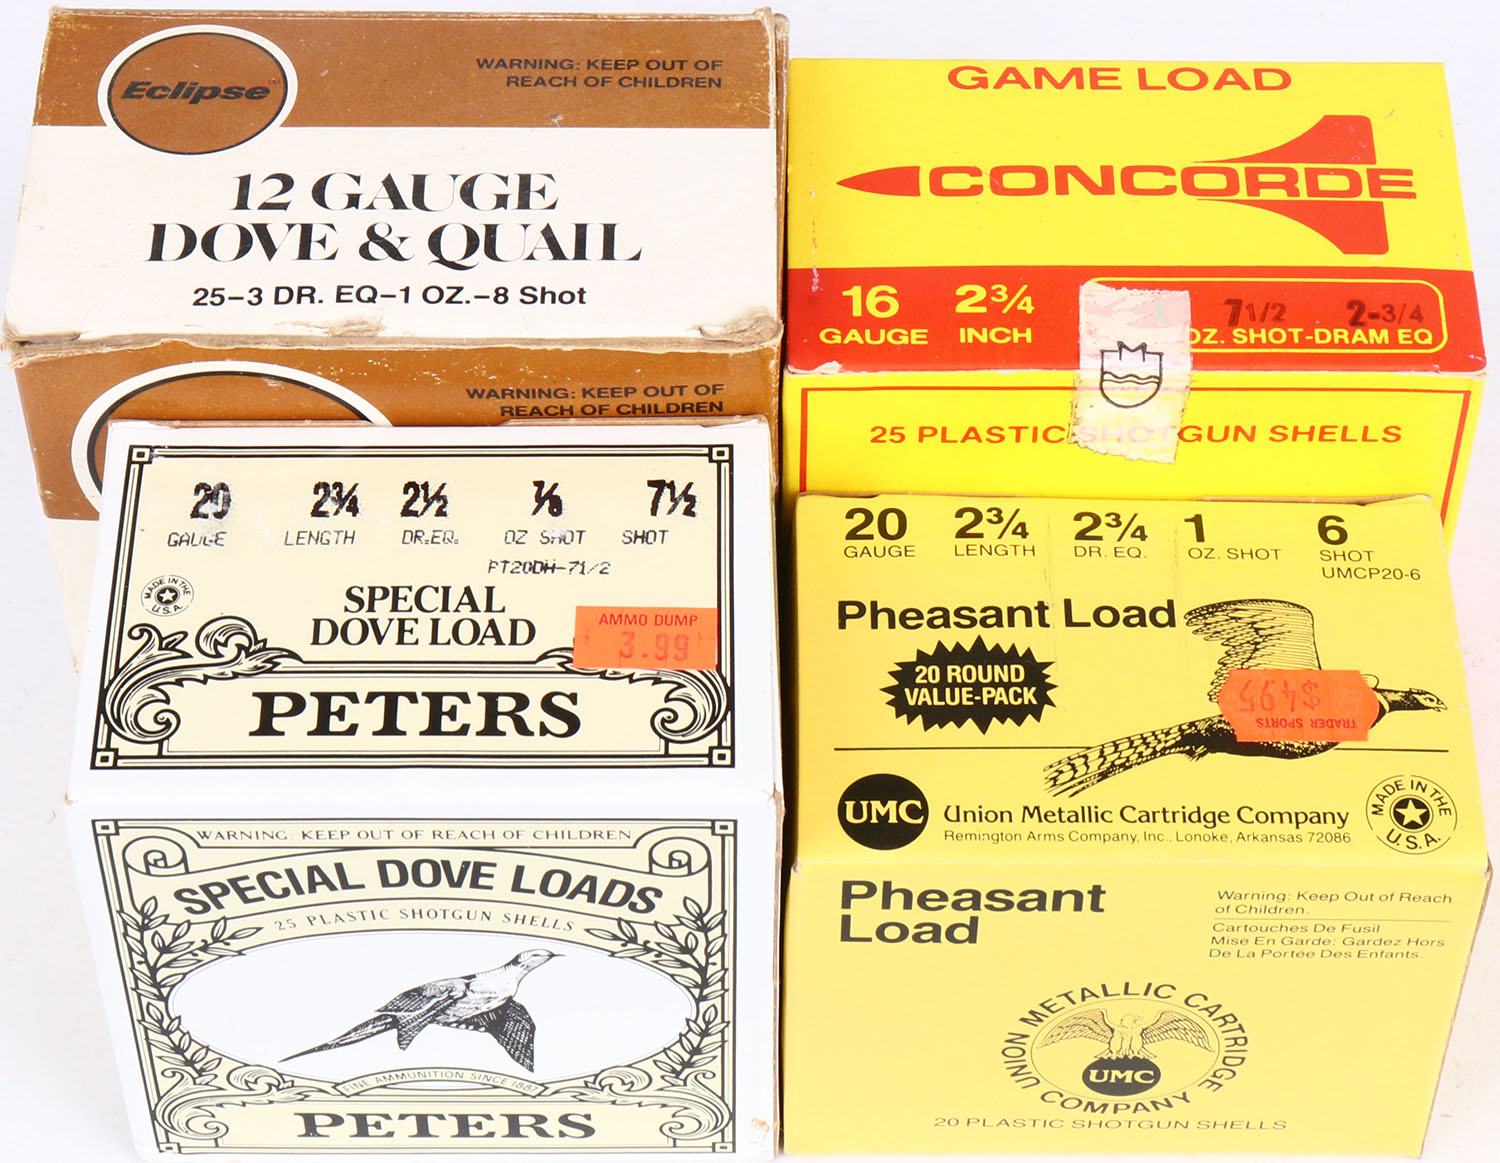 Eclipse
WARNING: KEEP OUT OF
REACH OF CHILDREN
12 GAUGE
DOVE & QUAIL
25-3 DR. EQ-1 OZ.-8 Shot
WARNING: KEEP OUT OF
REACH OF CHILDREN
GAME LOAD
CONCORDE
16 2¾ 7 1/2 2-3/4
GAUGE INCH OZ. SHOT-DRAM EQ
25 PLASTIC SHOTGUN SHELLS
20 2¾ 2½ ⅞ 7½
GAUGE LENGTH DR.EQ. OZ SHOT SHOT
PT20DH-71/2
MADE IN THE
U.S.A.
SPECIAL
DOVE LOAD
AMMO DUMP
3.99
PETERS
WARNING: KEEP OUT OF REACH OF CHILDREN
SPECIAL DOVE LOADS
25 PLASTIC SHOTGUN SHELLS
FINE AMMUNITION SINCE 1887
PETERS
20 2¾ 2¾ 1 6
GAUGE LENGTH DR. EQ. OZ. SHOT SHOT
UMCP20-6
Pheasant Load
20 ROUND
VALUE-PACK
TRADER SPORTS
$4.95
UMC
Union Metallic Cartridge Company
Remington Arms Company, Inc., Lonoke, Arkansas 72086
MADE IN THE
U.S.A.
Pheasant
Load
Warning: Keep Out of Reach
of Children.
Cartouches De Fusil
Mise En Garde: Gardez Hors
De La Portée Des Enfants.
UNION METALLIC CARTRIDGE
COMPANY
UMC
20 PLASTIC SHOTGUN SHELLS